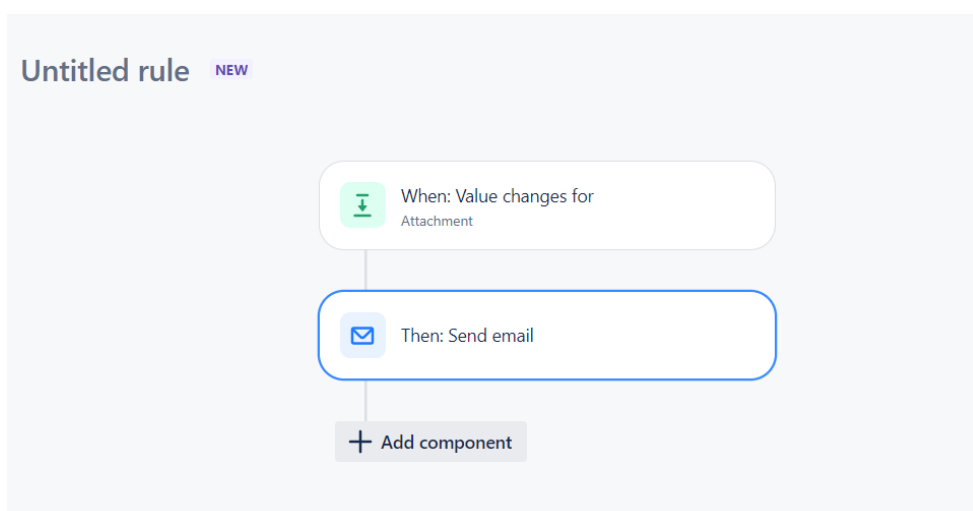 Untitled rule NEW
When: Value changes for
Attachment
Then: Send email
Add component